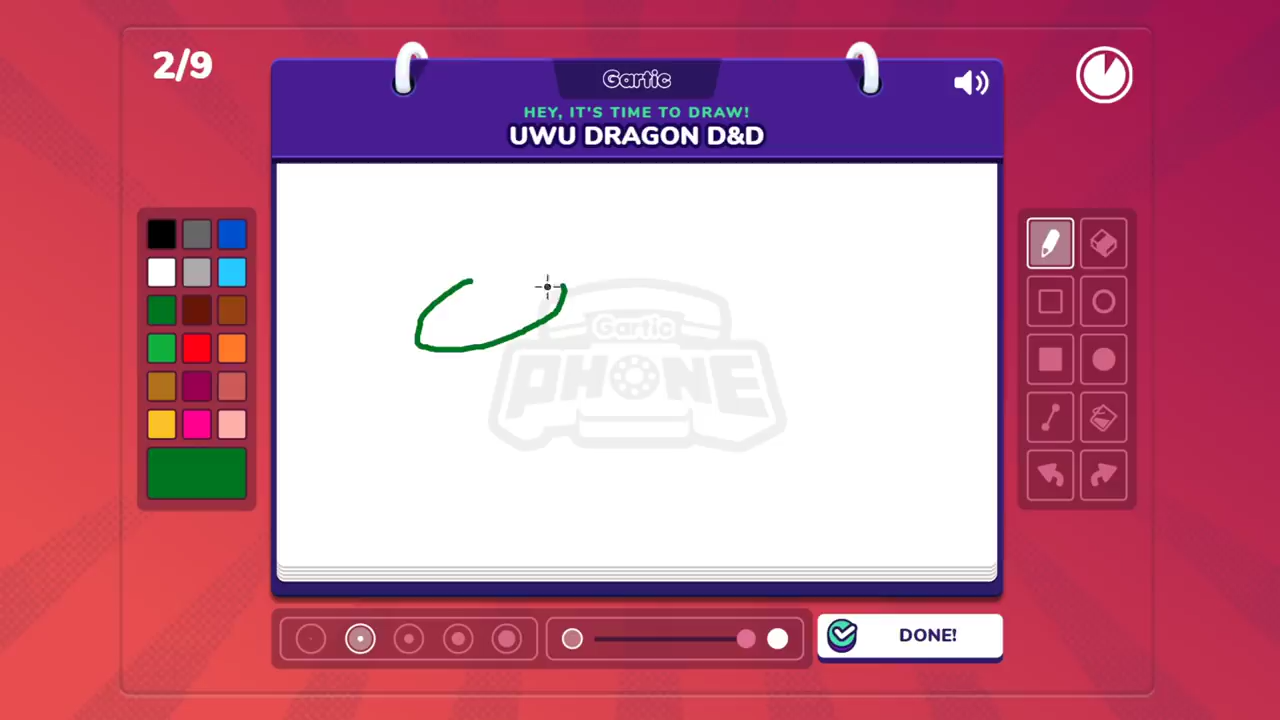 2/9
Gartic
HEY, IT'S TIME TO DRAW!
UWU DRAGON D&D
Gartic
PHONE
DONE!